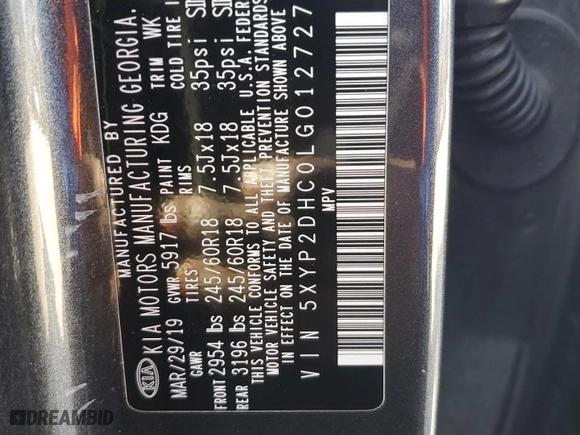 MANUFACTURED BY
KIA MOTORS MANUFACTURING GEORGIA,
MAR/29/19 GVWR 5917 lbs PAINT KDG TRIM WK
GAWR TIRES RIMS COLD TIRE
FRONT 2954 lbs 245/60R18 7.5Jx18 35psi
REAR 3196 lbs 245/60R18 7.5Jx18 35psi
THIS VEHICLE CONFORMS TO ALL APPLICABLE U.S.A. FEDER
MOTOR VEHICLE SAFETY AND THEFT PREVENTION STANDARDS
IN EFFECT ON THE DATE OF MANUFACTURE SHOWN ABOVE
VIN 5XYP2DHC0LG012727
MPV
KIA
DREAMBID